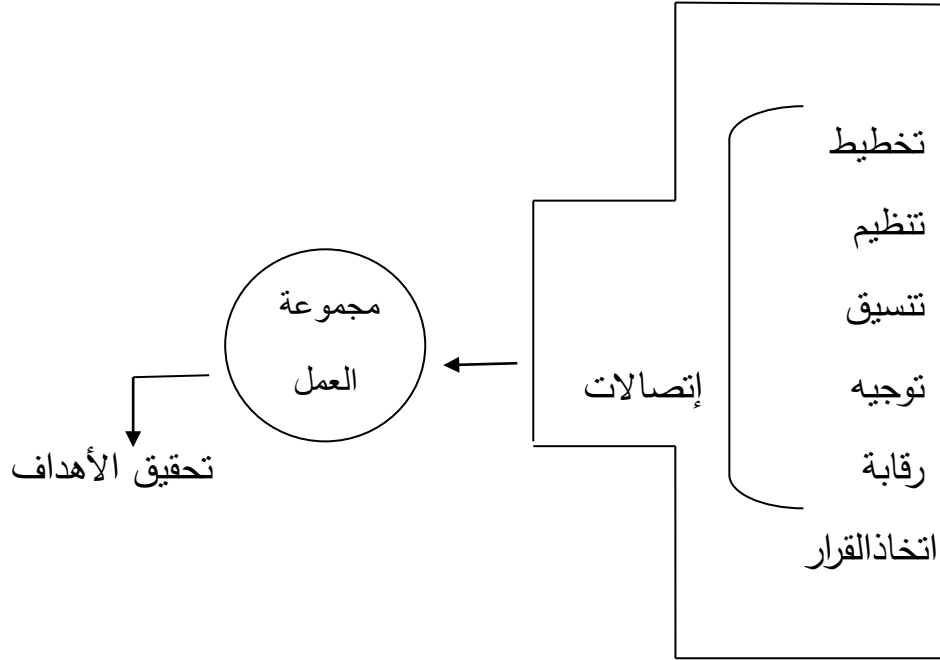 تخطيط
تنظيم
تنسيق
توجيه
رقابة
اتخاذالقرار
إتصالات
مجموعة
العمل
تحقيق الأهداف